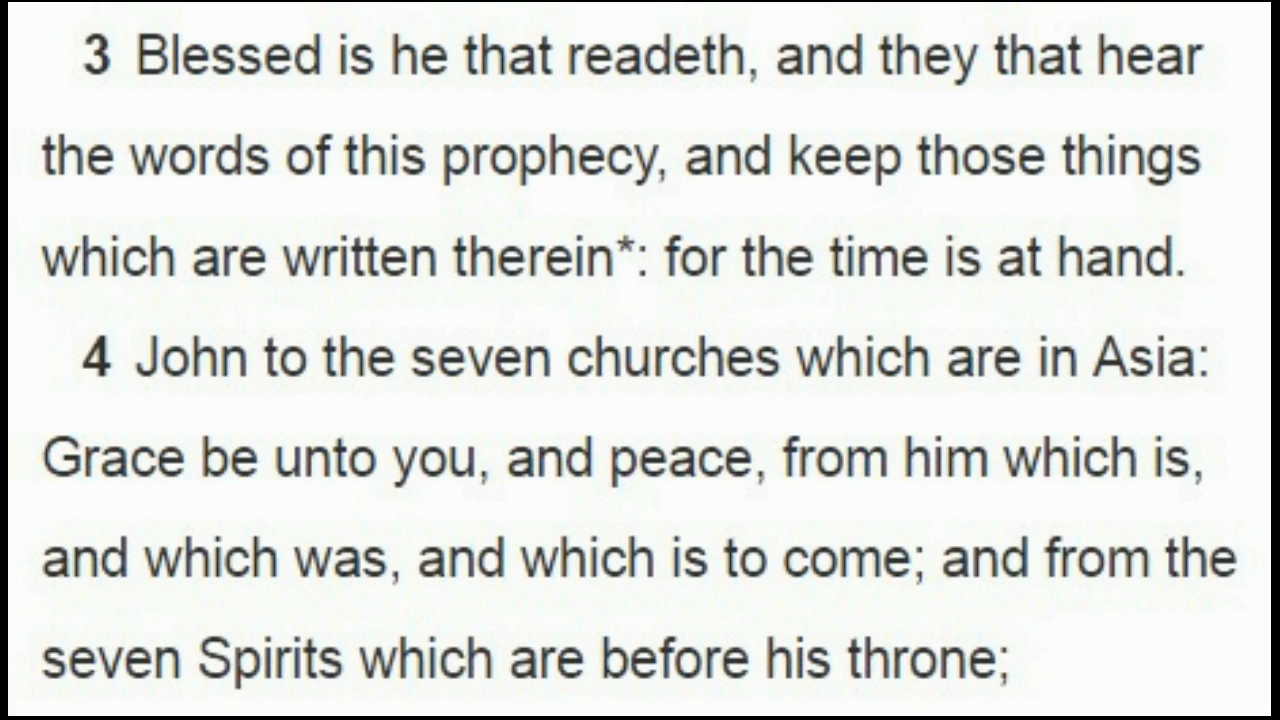 3 Blessed is he that readeth, and they that hear
the words of this prophecy, and keep those things
which are written therein*: for the time is at hand.
4 John to the seven churches which are in Asia:
Grace be unto you, and peace, from him which is,
and which was, and which is to come; and from the
seven Spirits which are before his throne;